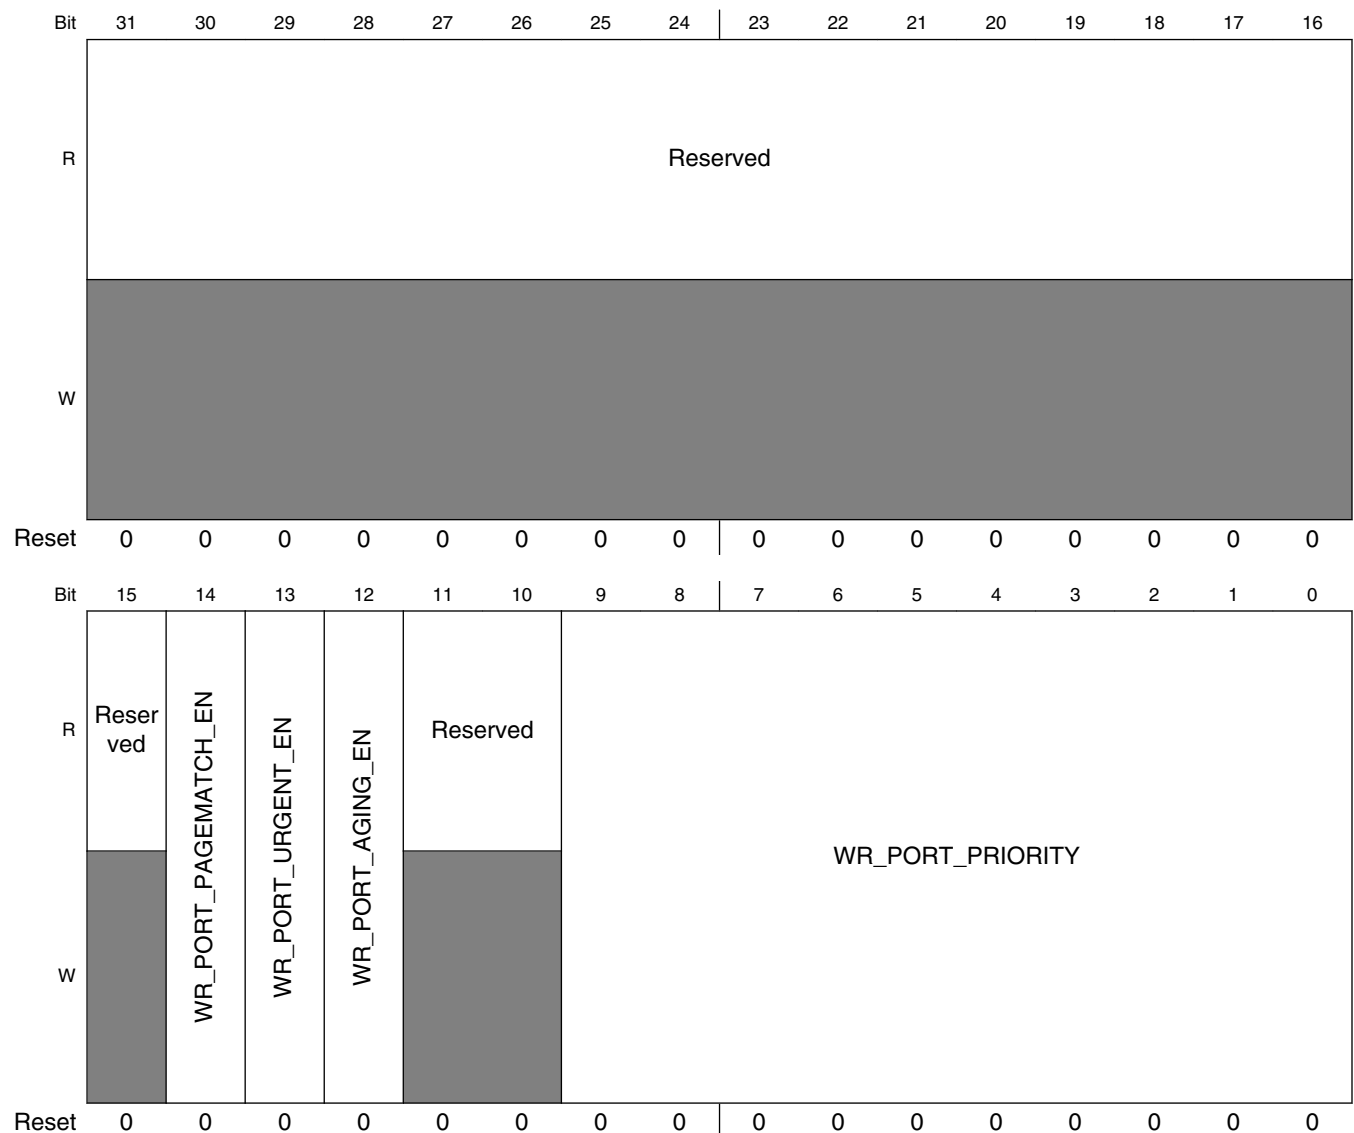 Bit 31 30 29 28 27 26 25 24 23 22 21 20 19 18 17 16
R Reserved
W
Reset 0 0 0 0 0 0 0 0 0 0 0 0 0 0 0 0
Bit 15 14 13 12 11 10 9 8 7 6 5 4 3 2 1 0
R
Reser
ved
WR_PORT_PAGEMATCH_EN
WR_PORT_URGENT_EN
WR_PORT_AGING_EN
Reserved
WR_PORT_PRIORITY
W
Reset 0 0 0 0 0 0 0 0 0 0 0 0 0 0 0 0